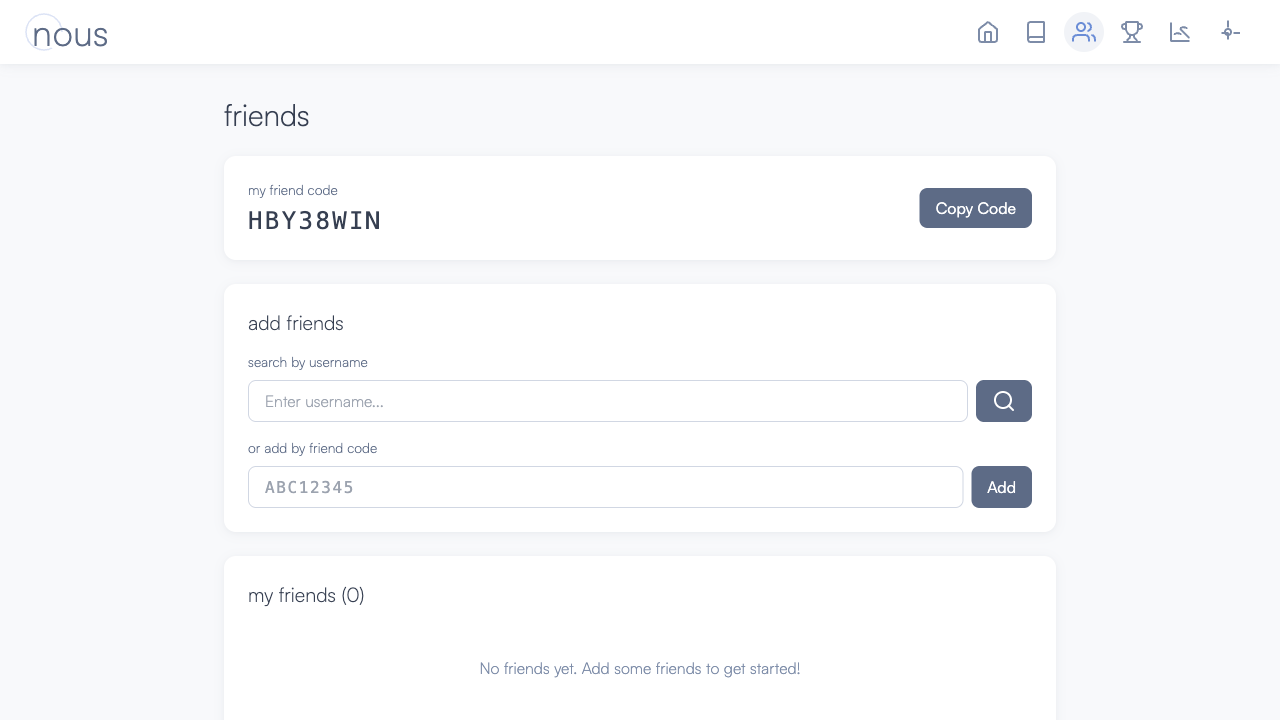 nous
friends
my friend code
HBY38WIN
Copy Code
add friends
search by username
Enter username...
or add by friend code
ABC12345
Add
my friends (0)
No friends yet. Add some friends to get started!